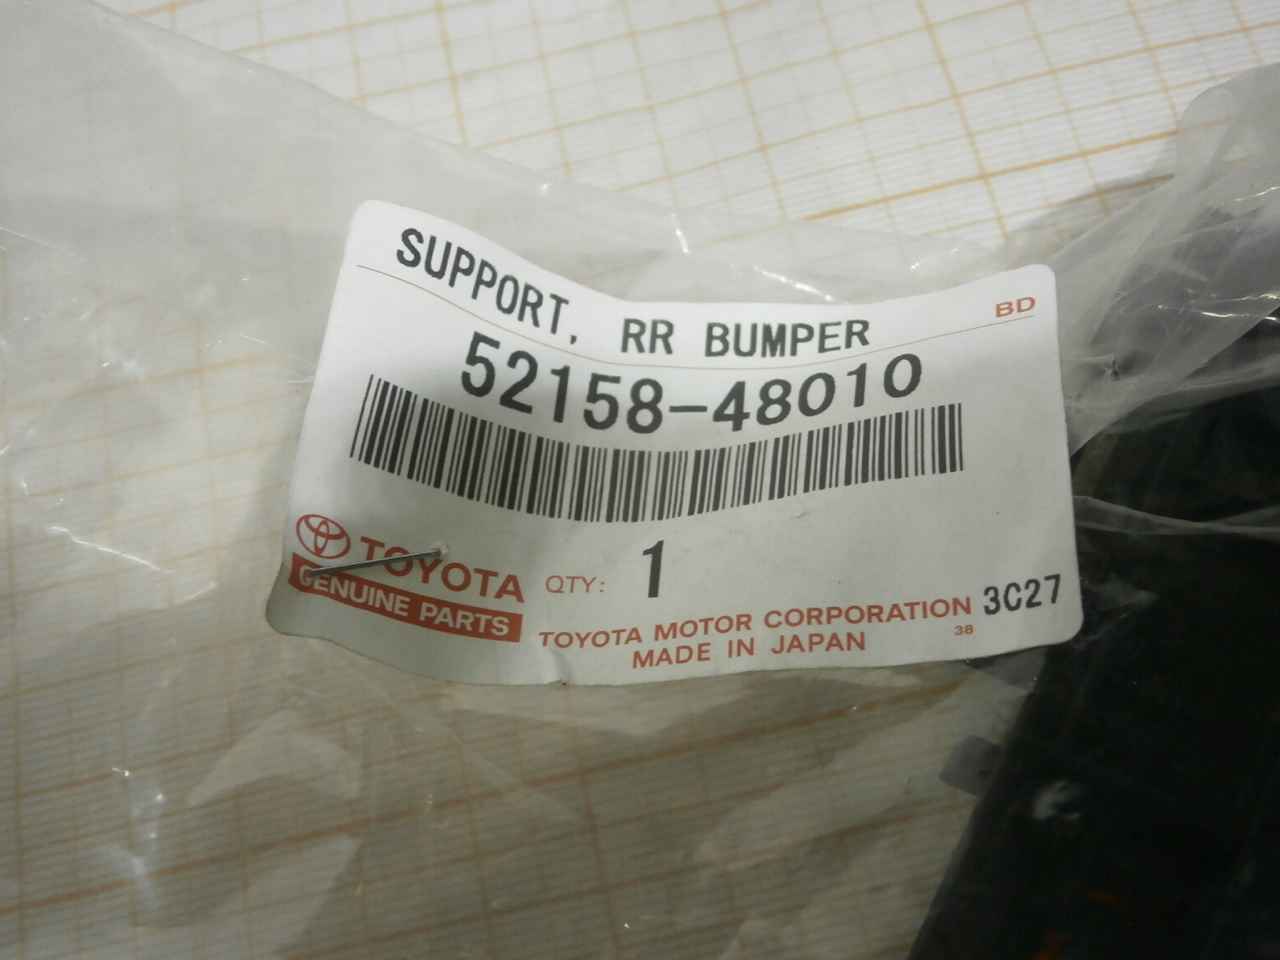 SUPPORT, RR BUMPER
BD
52158-48010
TOYOTA
GENUINE PARTS
QTY: 1
TOYOTA MOTOR CORPORATION
38
3C27
MADE IN JAPAN